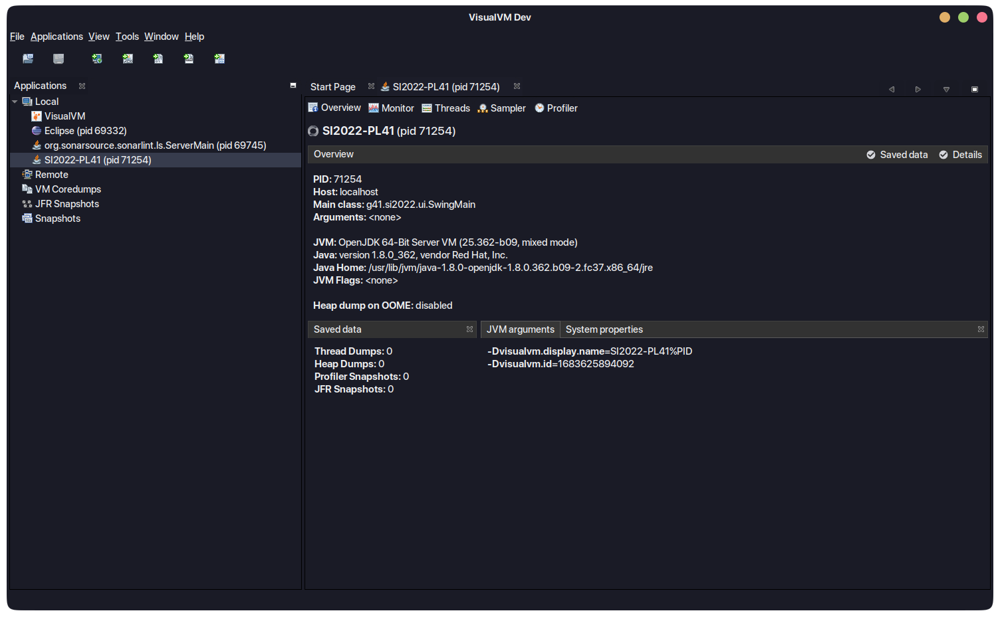 VisualVM Dev
File Applications View Tools Window Help
Applications
Local
VisualVM
Eclipse (pid 69332)
org.sonarsource.sonarlint.ls.ServerMain (pid 69745)
SI2022-PL41 (pid 71254)
Remote
VM Coredumps
JFR Snapshots
Snapshots
Start Page SI2022-PL41 (pid 71254)
Overview Monitor Threads Sampler Profiler
SI2022-PL41 (pid 71254)
Overview Saved data Details
PID: 71254
Host: localhost
Main class: g41.si2022.ui.SwingMain
Arguments: <none>
JVM: OpenJDK 64-Bit Server VM (25.362-b09, mixed mode)
Java: version 1.8.0_362, vendor Red Hat, Inc.
Java Home: /usr/lib/jvm/java-1.8.0-openjdk-1.8.0.362.b09-2.fc37.x86_64/jre
JVM Flags: <none>
Heap dump on OOME: disabled
Saved data
Thread Dumps: 0
Heap Dumps: 0
Profiler Snapshots: 0
JFR Snapshots: 0
JVM arguments System properties
-Dvisualvm.display.name=SI2022-PL41%PID
-Dvisualvm.id=1683625894092